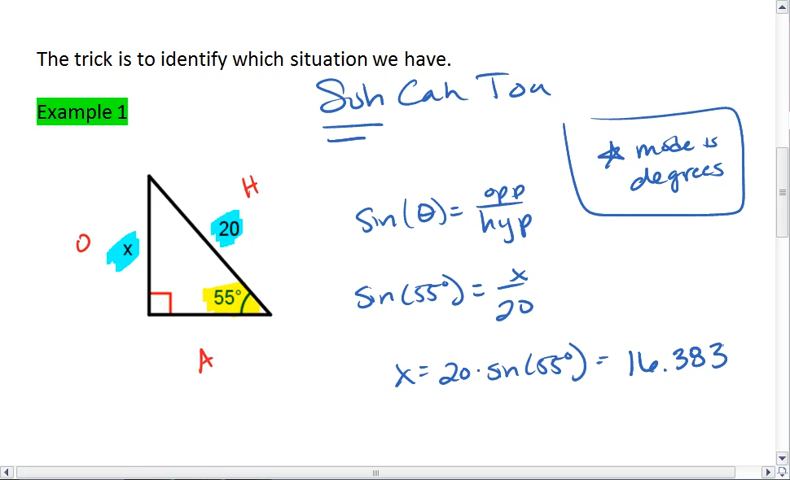 The trick is to identify which situation we have.
Soh Cah Toa
Example 1
* mode is
degrees
H
sin(θ)= opp/hyp
20
O
x
sin(55°)= x/20
55°
A
x= 20·sin(55°)= 16.383